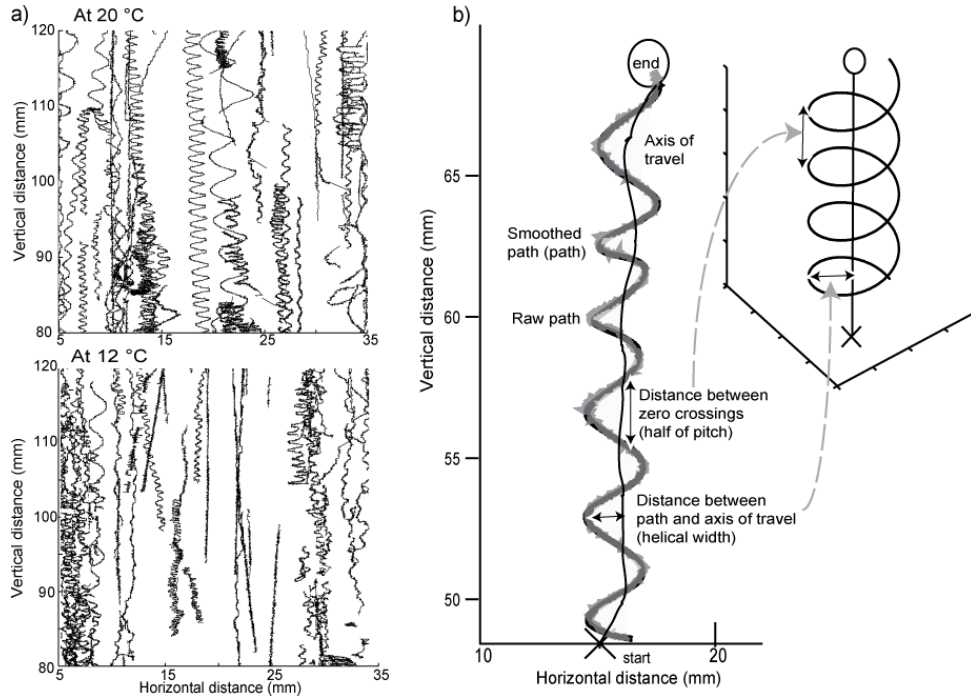 a)
At 20 °C
120
110
100
90
80
5
15
25
35
Vertical distance (mm)
At 12 °C
120
110
100
90
80
5
15
25
35
Vertical distance (mm)
Horizontal distance (mm)
b)
end
Axis of
travel
Smoothed
path (path)
Raw path
Distance between
zero crossings
(half of pitch)
Distance between
path and axis of travel
(helical width)
start
65
60
55
50
10
20
Vertical distance (mm)
Horizontal distance (mm)